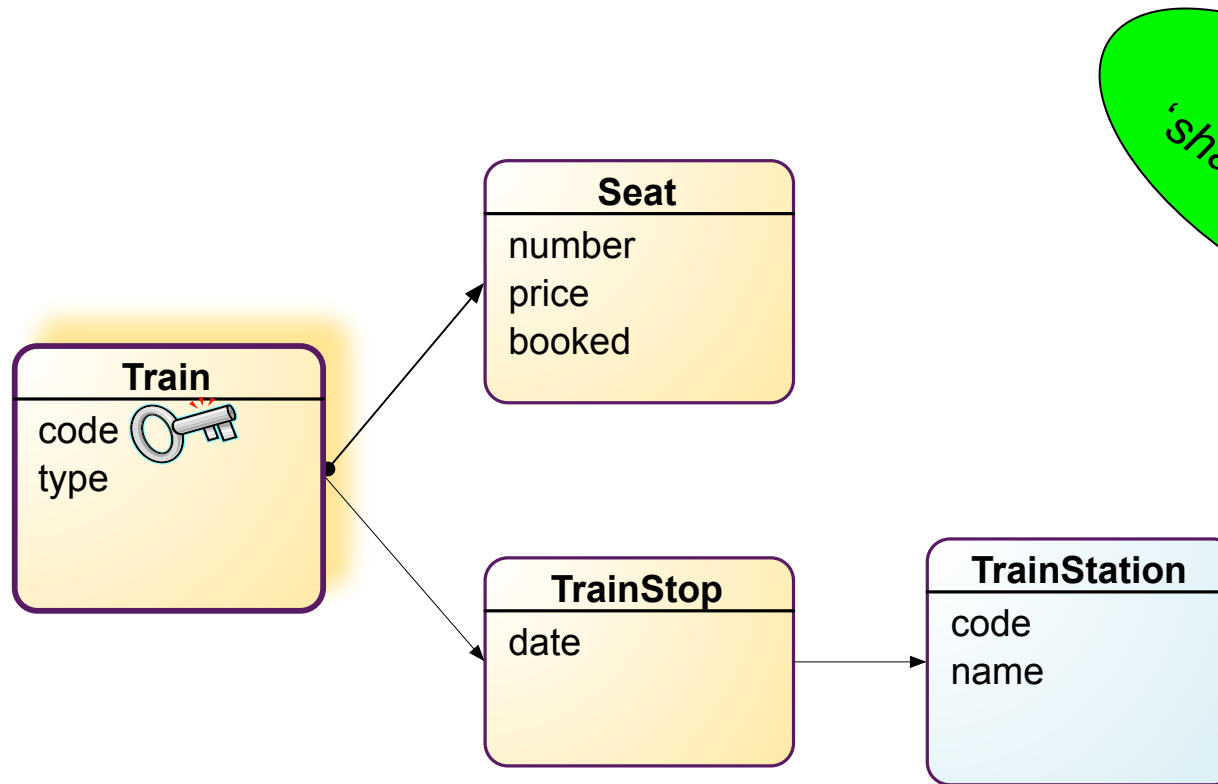 Seat
number
price
booked
Train
code
type
TrainStop
date
TrainStation
code
name